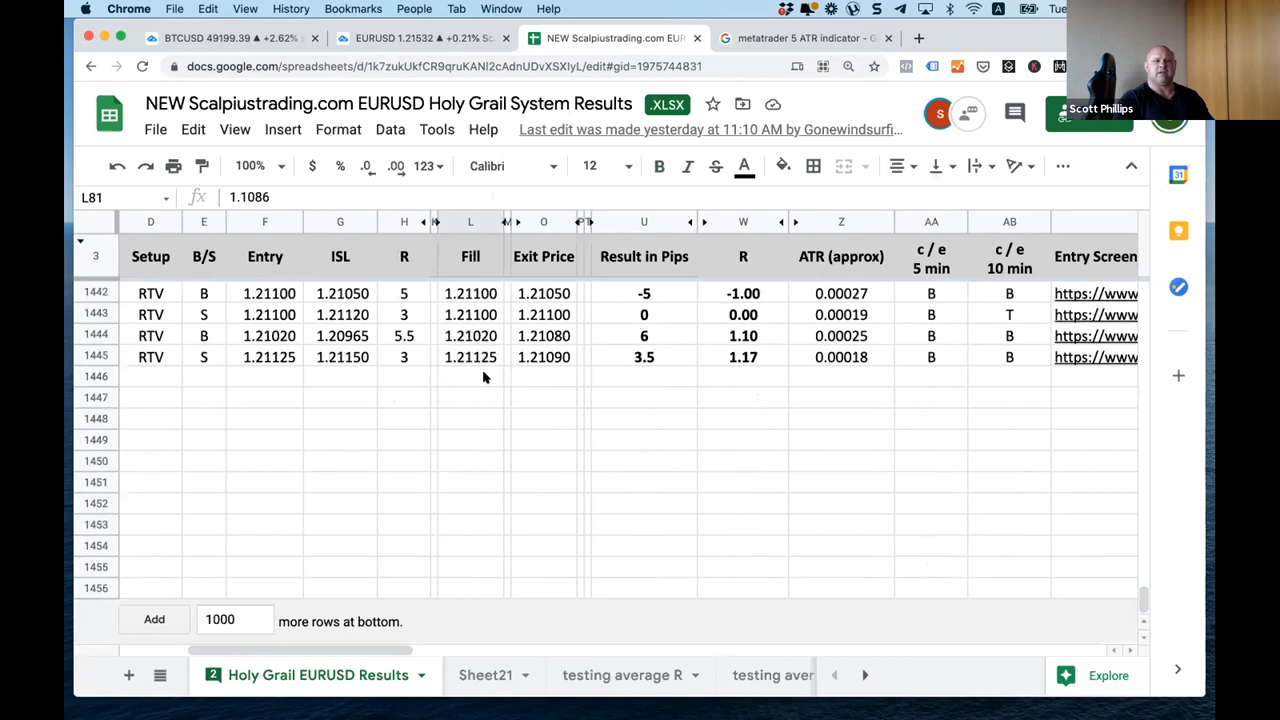 Chrome File Edit View History Bookmarks People Tab Window Help Tue
BTCUSD 49199.39 ▲ +2.62% × EURUSD 1.21532 ▲ +0.21% × NEW Scalpiustrading.com EUR × metatrader 5 ATR indicator - G × +
docs.google.com/spreadsheets/d/1k7zukUkfCR9quKANI2cAdnUDvXSXIyL/edit#gid=1975744831
Scott Phillips
NEW Scalpiustrading.com EURUSD Holy Grail System Results .XLSX
S
File Edit View Insert Format Data Tools Help Last edit was made yesterday at 11:10 AM by Gonewindsurfi…
100% $ % .0 .00 123 Calibri 12 B I S A
31
L81 fx 1.1086
D E F G H L O U W Z AA AB
3 Setup B/S Entry ISL R Fill Exit Price Result in Pips R ATR (approx) c / e 5 min c / e 10 min Entry Screen
1442 RTV B 1.21100 1.21050 5 1.21100 1.21050 -5 -1.00 0.00027 B B https://www
1443 RTV S 1.21100 1.21120 3 1.21100 1.21100 0 0.00 0.00019 B T https://www
1444 RTV B 1.21020 1.20965 5.5 1.21020 1.21080 6 1.10 0.00025 B B https://www
1445 RTV S 1.21125 1.21150 3 1.21125 1.21090 3.5 1.17 0.00018 B B https://www
1446
1447
1448
1449
1450
1451
1452
1453
1454
1455
1456
Add 1000 more rows at bottom.
+ 2 Holy Grail EURUSD Results Sheet21 testing average R testing aver Explore